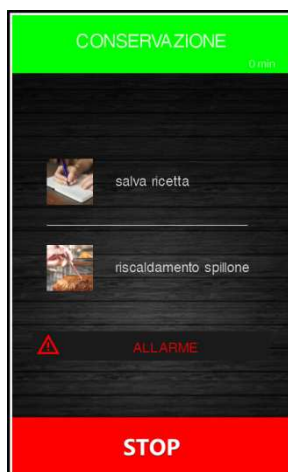 CONSERVAZIONE
0 min
salva ricetta
riscaldamento spillone
ALLARME
STOP